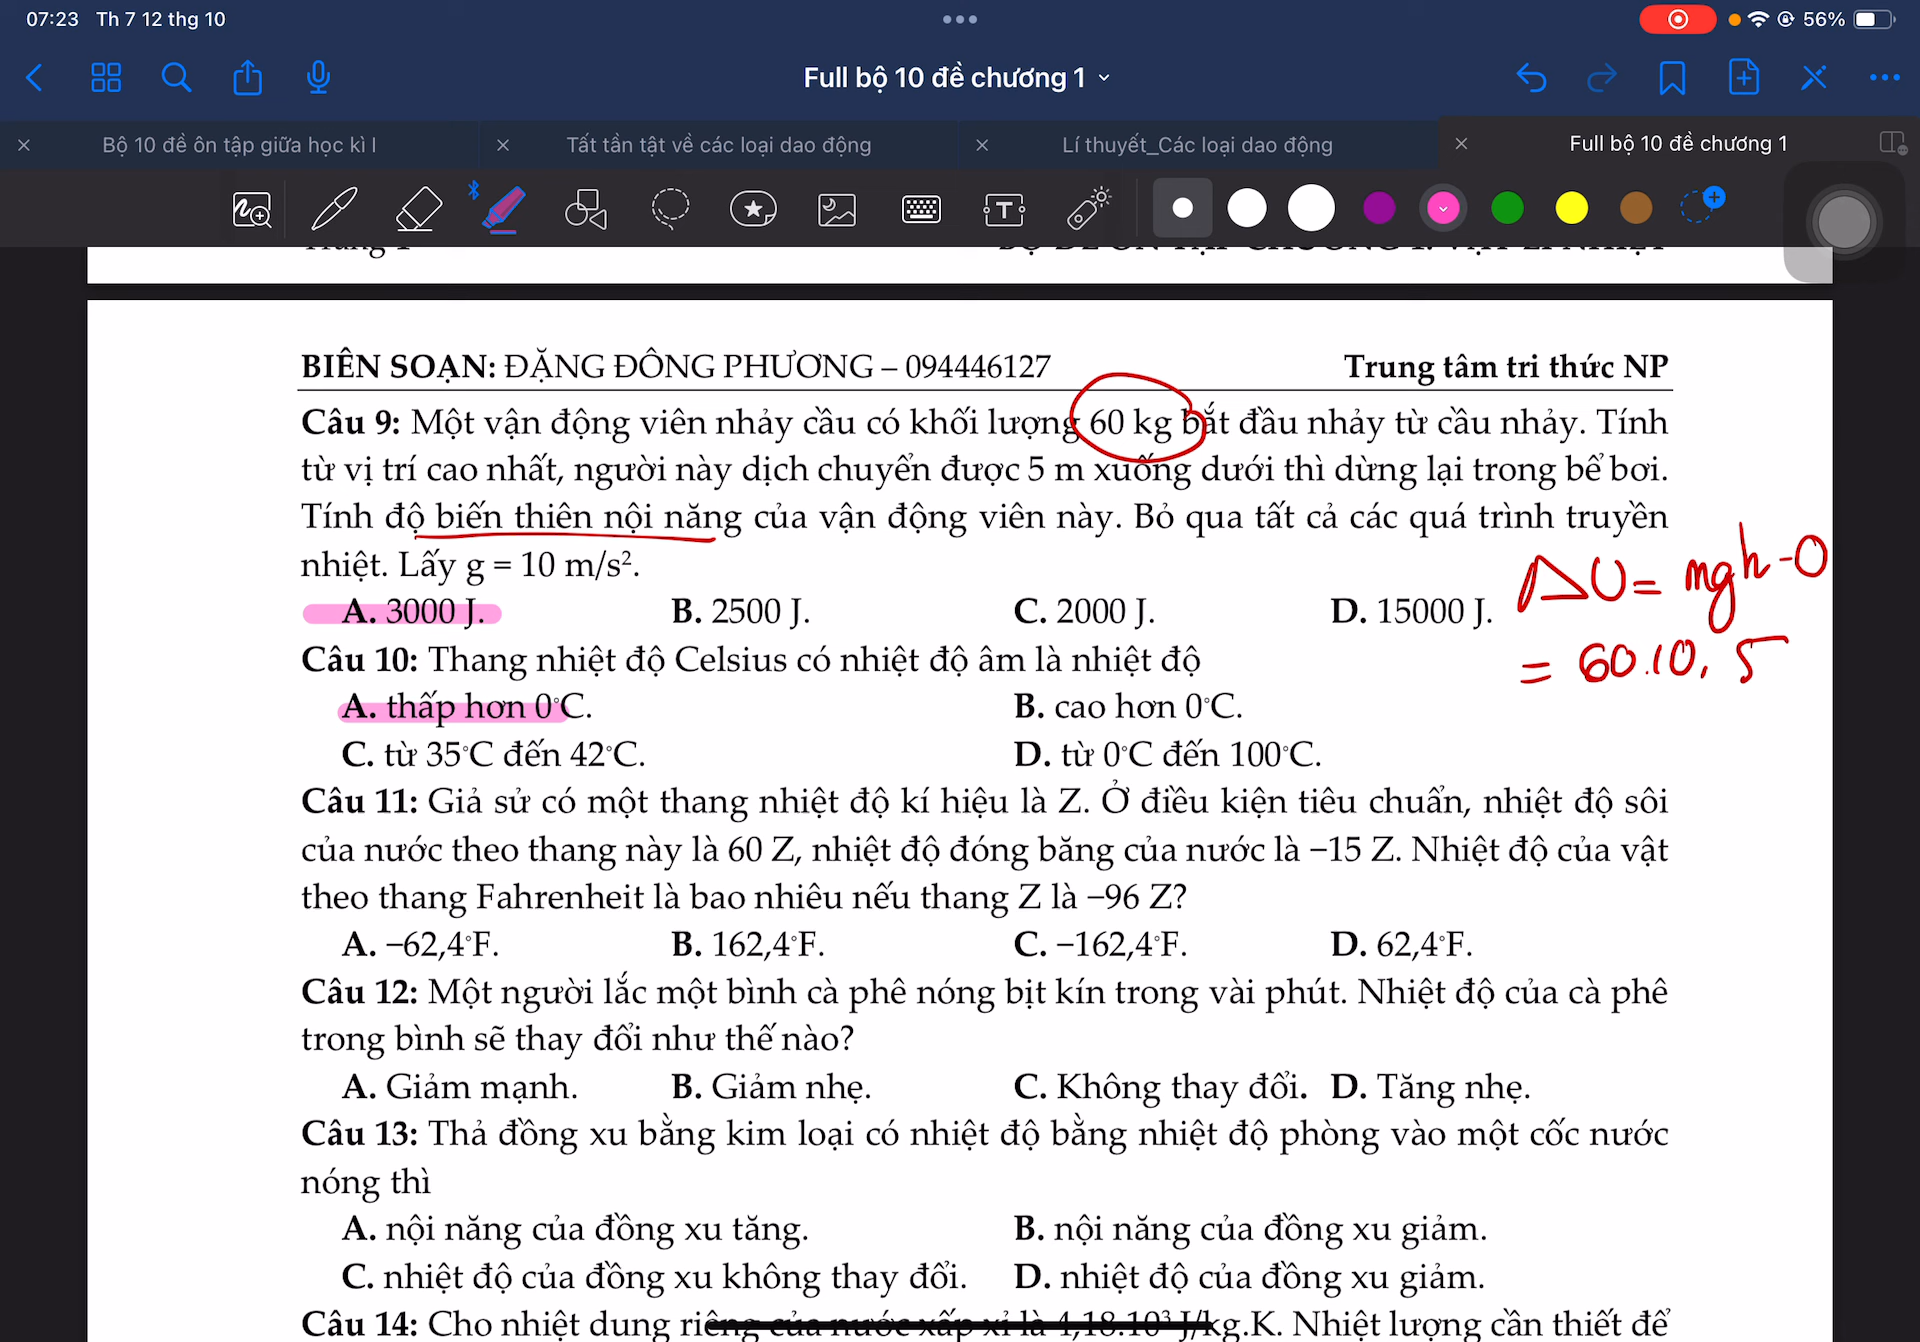 07:23 Th 7 12 thg 10
56%
Full bộ 10 đề chương 1
Bộ 10 đề ôn tập giữa học kì I
Tất tần tật về các loại dao động
Lí thuyết_Các loại dao động
Full bộ 10 đề chương 1
BIÊN SOẠN: ĐẶNG ĐÔNG PHƯƠNG – 094446127 Trung tâm tri thức NP
Câu 9: Một vận động viên nhảy cầu có khối lượng 60 kg bắt đầu nhảy từ cầu nhảy. Tính
từ vị trí cao nhất, người này dịch chuyển được 5 m xuống dưới thì dừng lại trong bể bơi.
Tính độ biến thiên nội năng của vận động viên này. Bỏ qua tất cả các quá trình truyền
nhiệt. Lấy g = 10 m/s².
ΔU = mgh - 0
A. 3000 J. B. 2500 J. C. 2000 J. D. 15000 J.
= 60.10.5
Câu 10: Thang nhiệt độ Celsius có nhiệt độ âm là nhiệt độ
A. thấp hơn 0°C. B. cao hơn 0°C.
C. từ 35°C đến 42°C. D. từ 0°C đến 100°C.
Câu 11: Giả sử có một thang nhiệt độ kí hiệu là Z. Ở điều kiện tiêu chuẩn, nhiệt độ sôi
của nước theo thang này là 60 Z, nhiệt độ đóng băng của nước là −15 Z. Nhiệt độ của vật
theo thang Fahrenheit là bao nhiêu nếu thang Z là −96 Z?
A. −62,4°F. B. 162,4°F. C. −162,4°F. D. 62,4°F.
Câu 12: Một người lắc một bình cà phê nóng bịt kín trong vài phút. Nhiệt độ của cà phê
trong bình sẽ thay đổi như thế nào?
A. Giảm mạnh. B. Giảm nhẹ. C. Không thay đổi. D. Tăng nhẹ.
Câu 13: Thả đồng xu bằng kim loại có nhiệt độ bằng nhiệt độ phòng vào một cốc nước
nóng thì
A. nội năng của đồng xu tăng. B. nội năng của đồng xu giảm.
C. nhiệt độ của đồng xu không thay đổi. D. nhiệt độ của đồng xu giảm.
Câu 14: Cho nhiệt dung riêng của nước xấp xỉ là 4,18.10³ J/kg.K. Nhiệt lượng cần thiết để